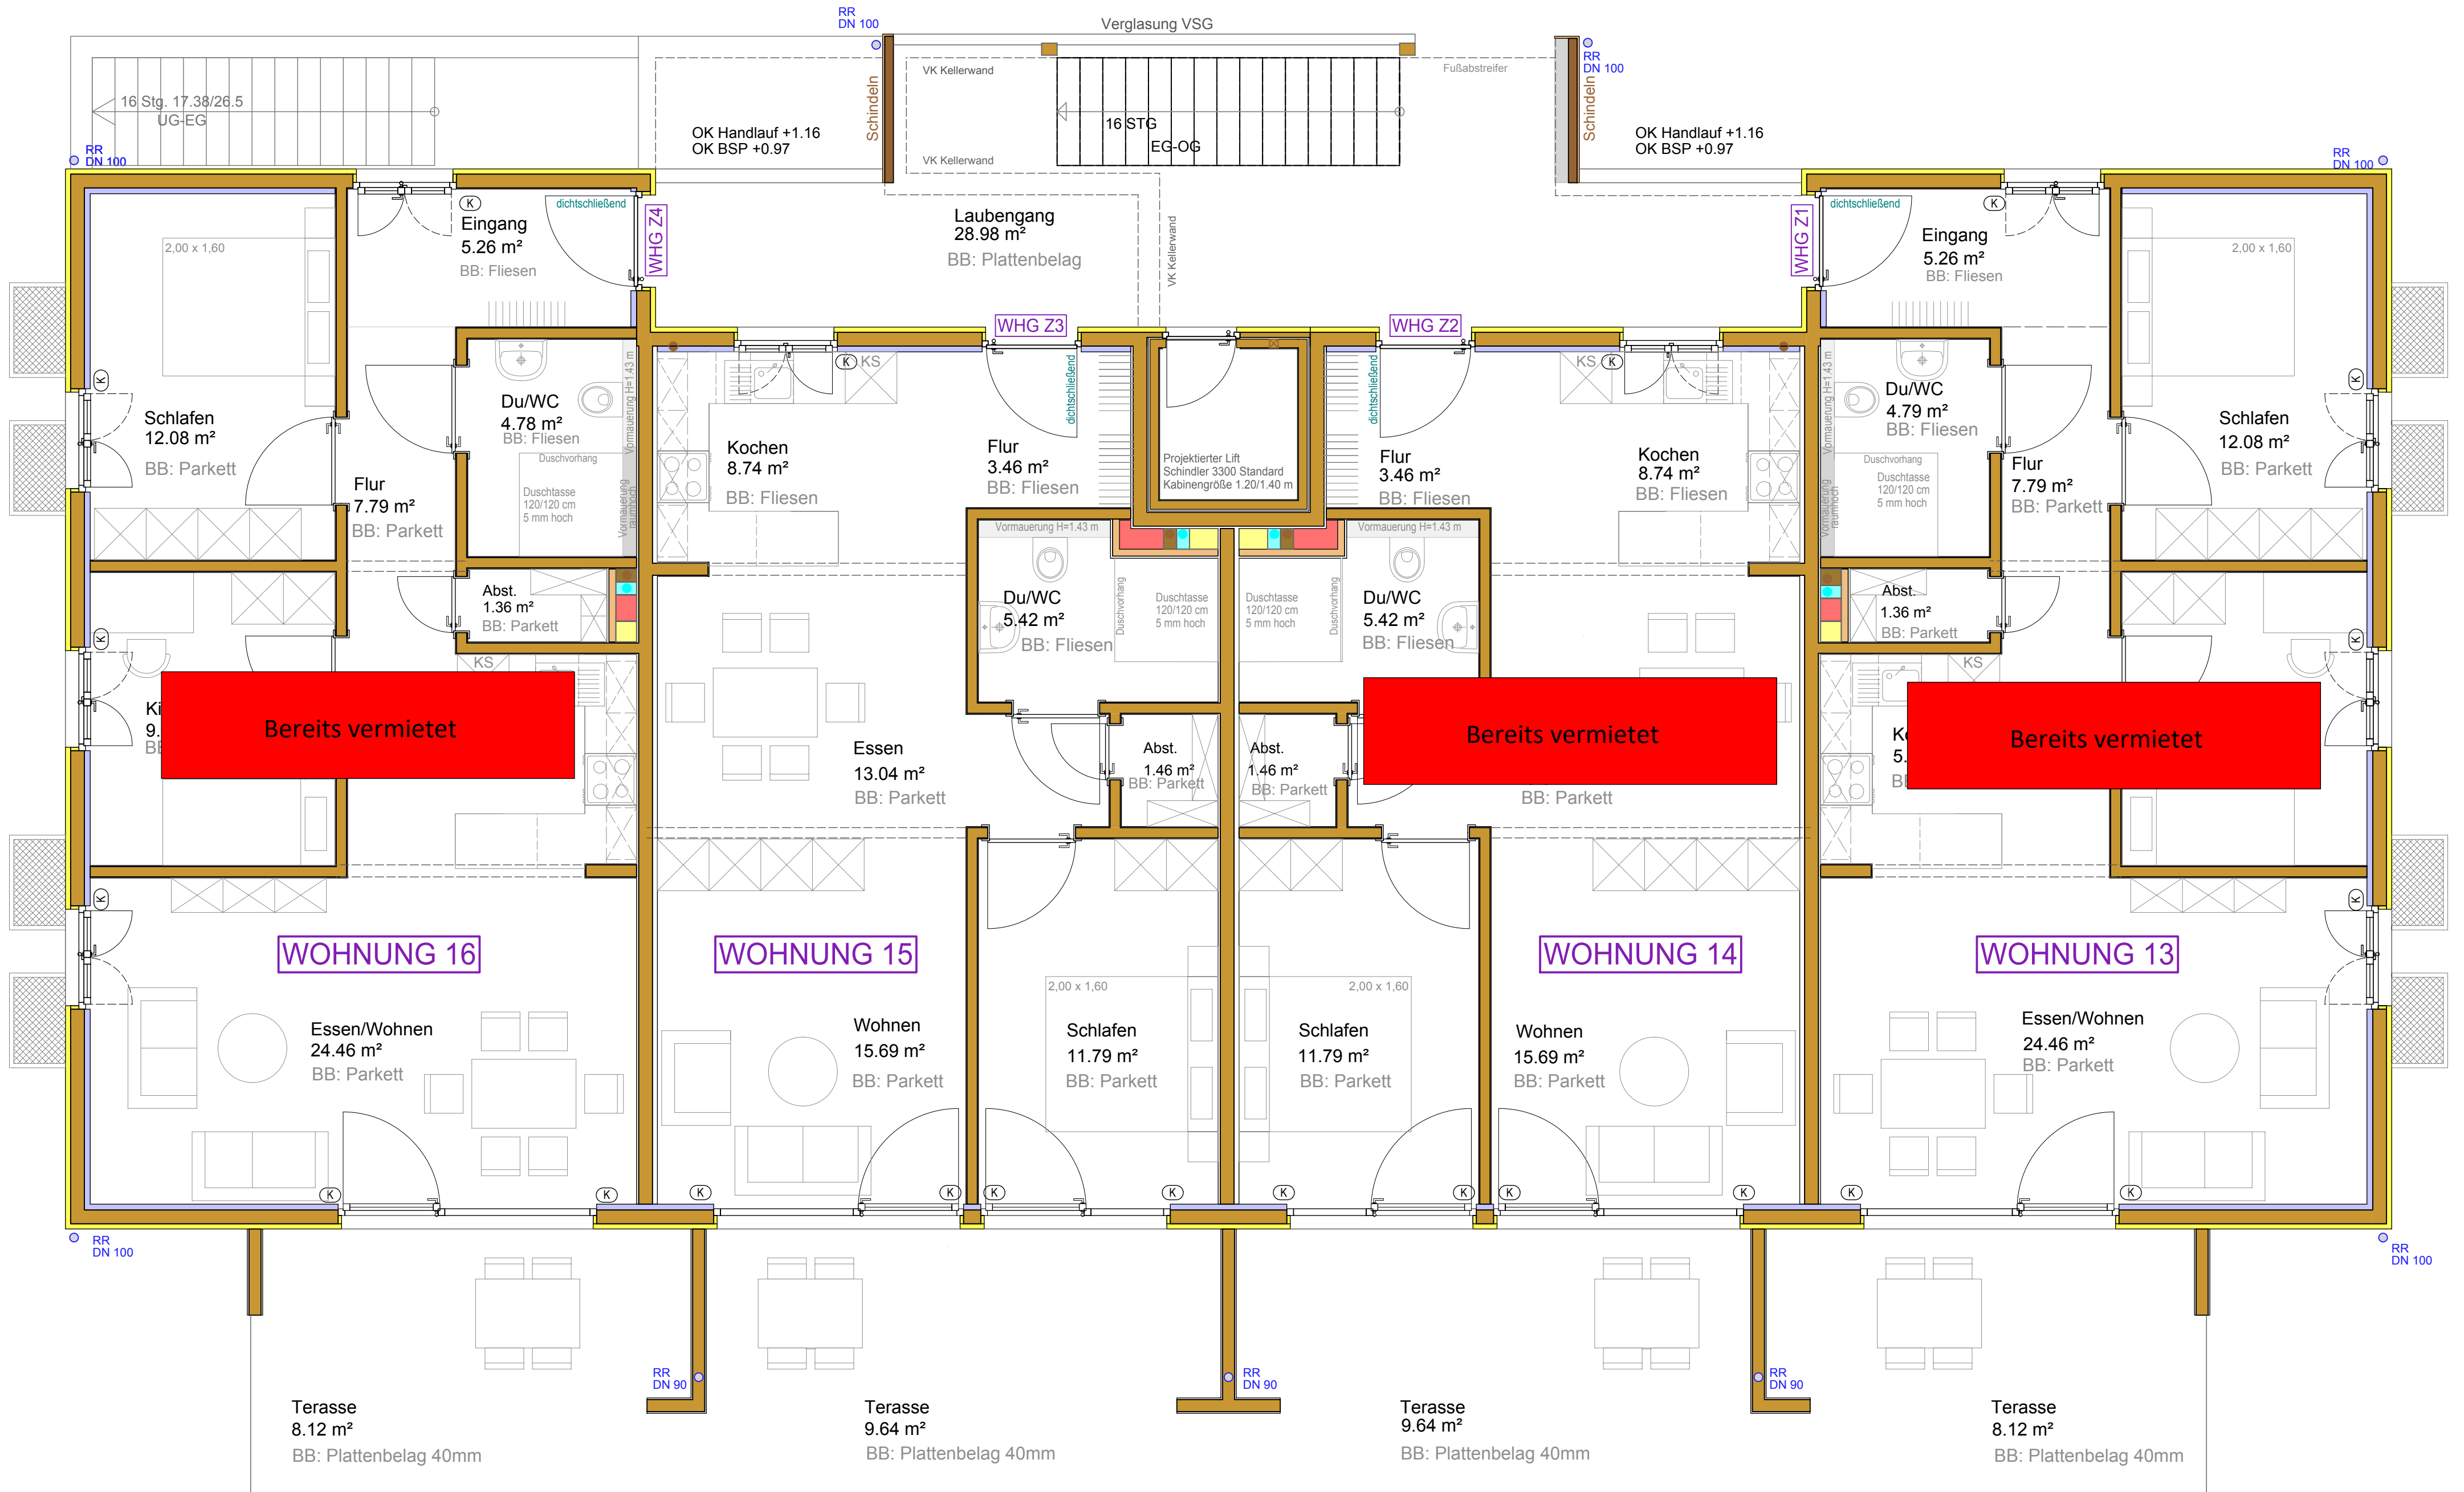 RR
DN 100
Verglasung VSG
RR
DN 100
VK Kellerwand
Fußabstreifer
Schindeln
Schindeln
16 Stg. 17.38/26.5
UG-EG
16 STG
EG-OG
OK Handlauf +1.16
OK BSP +0.97
OK Handlauf +1.16
OK BSP +0.97
VK Kellerwand
RR
DN 100
RR
DN 100
2,00 x 1,60
K
Eingang
5.26 m²
BB: Fliesen
dichtschließend
WHG Z4
Laubengang
28.98 m²
BB: Plattenbelag
VK Kellerwand
WHG Z1
dichtschließend
K
Eingang
5.26 m²
BB: Fliesen
2,00 x 1,60
WHG Z3
WHG Z2
K
Schlafen
12.08 m²
BB: Parkett
Flur
7.79 m²
BB: Parkett
Du/WC
4.78 m²
BB: Fliesen
Duschvorhang
Duschtasse
120/120 cm
5 mm hoch
Vormauerung H=1.43 m
Vormauerung
raumhoch
K
KS
Kochen
8.74 m²
BB: Fliesen
Flur
3.46 m²
BB: Fliesen
dichtschließend
Projektierter Lift
Schindler 3300 Standard
Kabinengröße 1.20/1.40 m
dichtschließend
Flur
3.46 m²
BB: Fliesen
KS
K
Kochen
8.74 m²
BB: Fliesen
Vormauerung H=1.43 m
Vormauerung
raumhoch
Du/WC
4.79 m²
BB: Fliesen
Duschvorhang
Duschtasse
120/120 cm
5 mm hoch
Flur
7.79 m²
BB: Parkett
K
Schlafen
12.08 m²
BB: Parkett
Vormauerung H=1.43 m
Vormauerung H=1.43 m
Abst.
1.36 m²
BB: Parkett
Du/WC
5.42 m²
BB: Fliesen
Duschvorhang
Duschtasse
120/120 cm
5 mm hoch
Duschtasse
120/120 cm
5 mm hoch
Duschvorhang
Du/WC
5.42 m²
BB: Fliesen
Abst.
1.36 m²
BB: Parkett
K
K
KS
KS
Ki
9.
BB
Bereits vermietet
Essen
13.04 m²
BB: Parkett
Abst.
1.46 m²
BB: Parkett
Abst.
1.46 m²
BB: Parkett
Bereits vermietet
BB: Parkett
Ko
5.
BB
Bereits vermietet
K
K
WOHNUNG 16
WOHNUNG 15
WOHNUNG 14
WOHNUNG 13
2,00 x 1,60
2,00 x 1,60
Essen/Wohnen
24.46 m²
BB: Parkett
Wohnen
15.69 m²
BB: Parkett
Schlafen
11.79 m²
BB: Parkett
Schlafen
11.79 m²
BB: Parkett
Wohnen
15.69 m²
BB: Parkett
Essen/Wohnen
24.46 m²
BB: Parkett
K
K
K
K
K
K
K
K
K
K
K
K
RR
DN 100
RR
DN 100
RR
DN 90
RR
DN 90
RR
DN 90
Terasse
8.12 m²
BB: Plattenbelag 40mm
Terasse
9.64 m²
BB: Plattenbelag 40mm
Terasse
9.64 m²
BB: Plattenbelag 40mm
Terasse
8.12 m²
BB: Plattenbelag 40mm